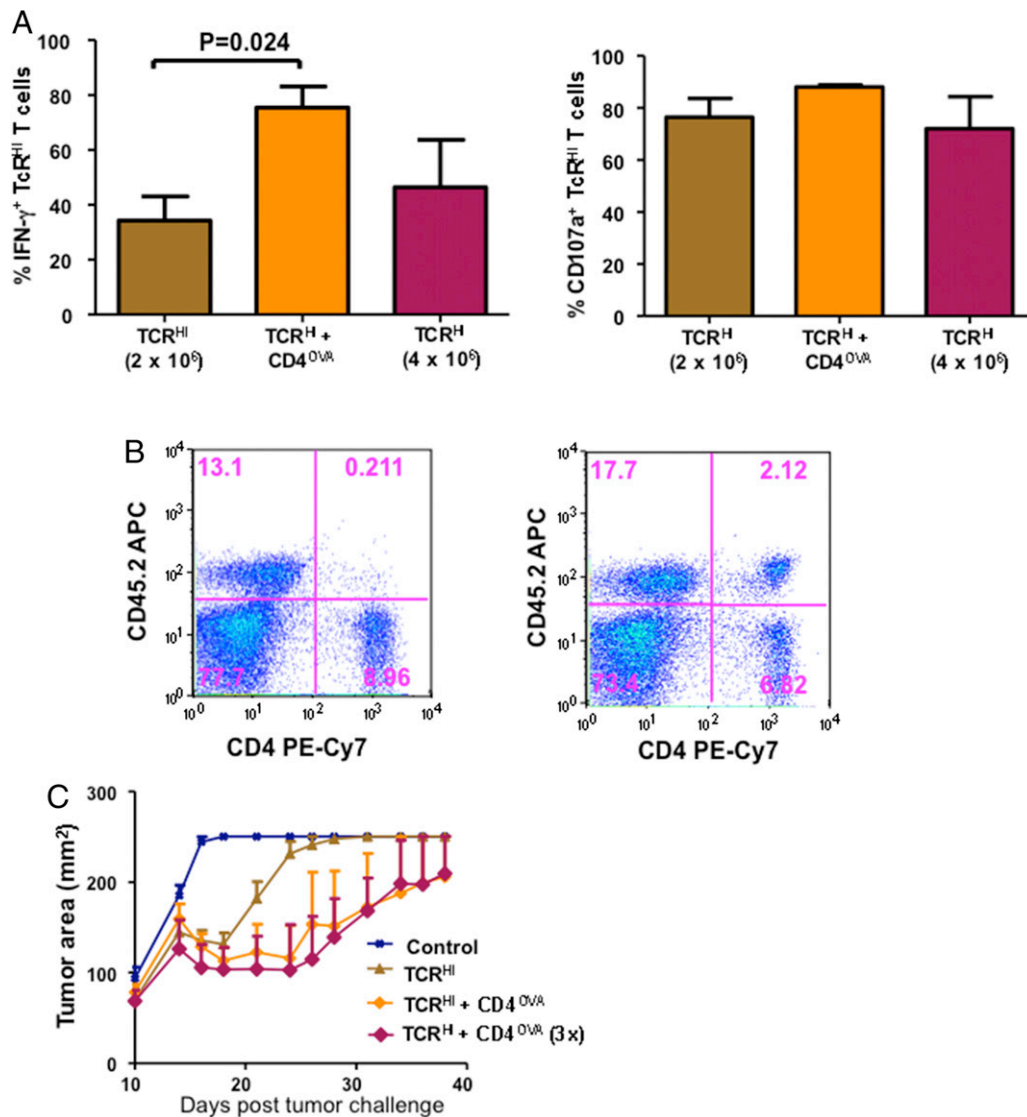 A
P=0.024
% IFN-γ⁺ TcRᴴᴵ T cells
100
80
60
40
20
0
TCRᴴᴵ
(2 x 10⁶)
TCRᴴ +
CD4ᴼⱽᴬ
TCRᴴ
(4 x 10⁶)
% CD107a⁺ TcRᴴᴵ T cells
100
80
60
40
20
0
TCRᴴ
(2 x 10⁶)
TCRᴴ +
CD4ᴼⱽᴬ
TCRᴴ
(4 x 10⁶)
B
CD45.2 APC
10⁴
10³
10²
10¹
10⁰
13.1
0.211
77.7
8.96
10⁰ 10¹ 10² 10³ 10⁴
CD4 PE-Cy7
CD45.2 APC
10⁴
10³
10²
10¹
10⁰
17.7
2.12
73.4
6.82
10⁰ 10¹ 10² 10³ 10⁴
CD4 PE-Cy7
C
Tumor area (mm²)
300
200
100
0
Control
TCRᴴᴵ
TCRᴴᴵ + CD4ᴼⱽᴬ
TCRᴴ + CD4ᴼⱽᴬ (3x)
10 20 30 40
Days post tumor challenge